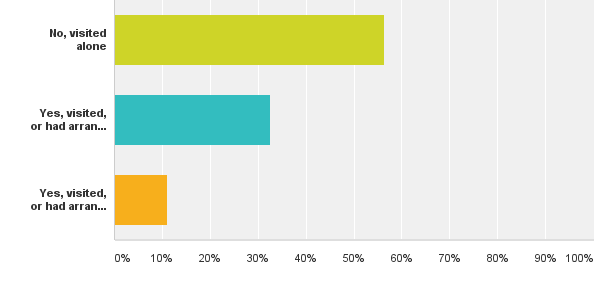 No, visited
alone
Yes, visited,
or had arran...
Yes, visited,
or had arran...
0% 10% 20% 30% 40% 50% 60% 70% 80% 90% 100%